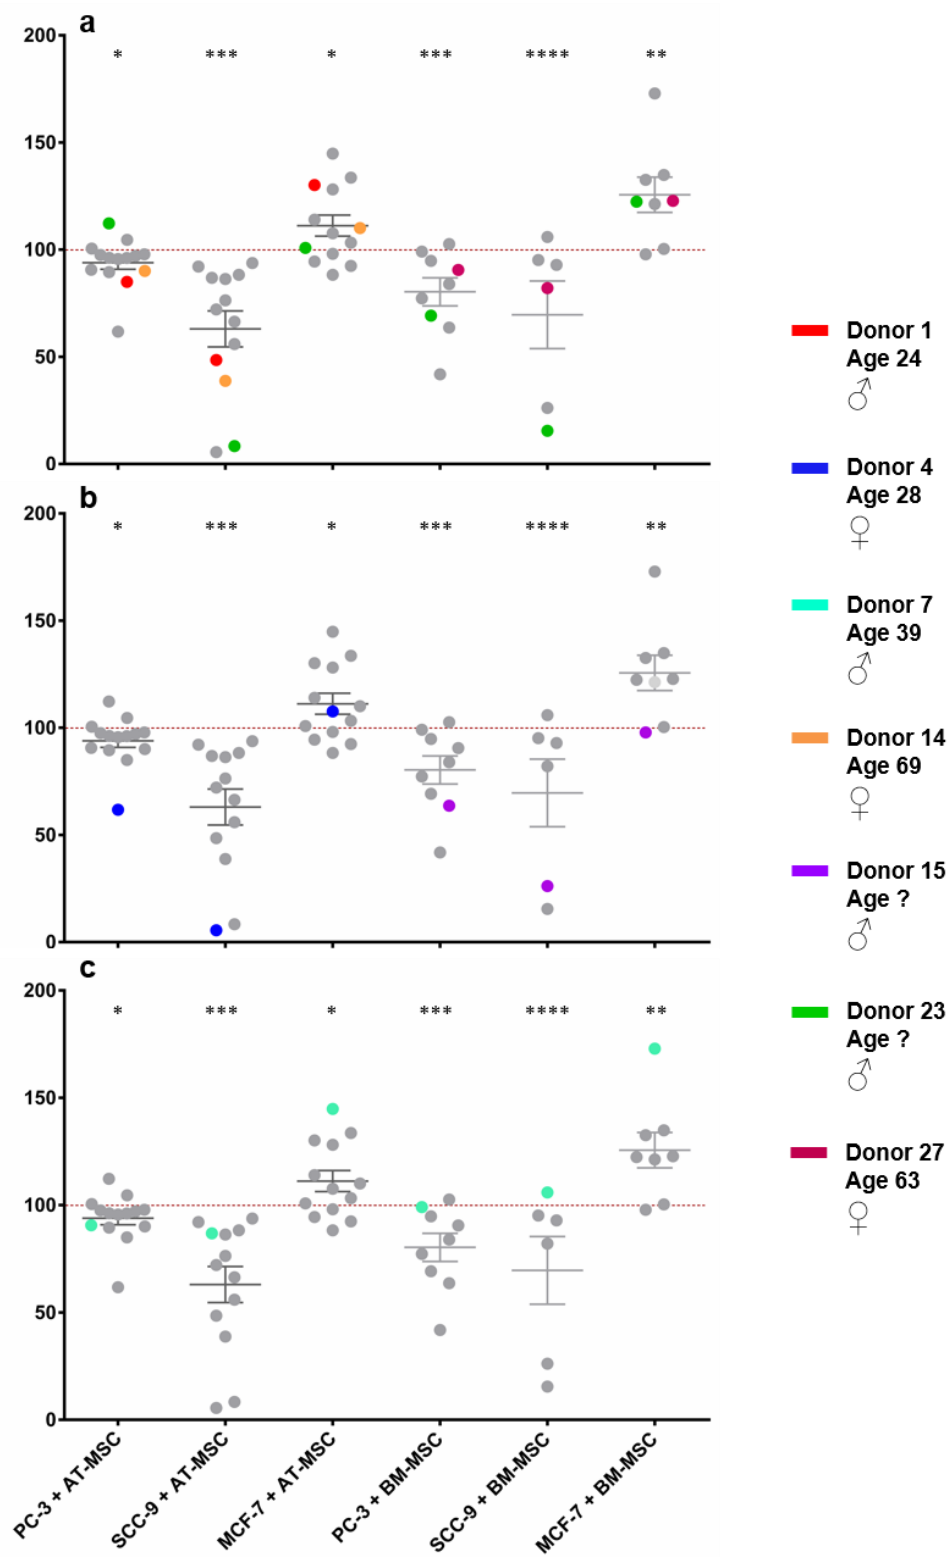 a
200
* *** * *** **** **
150
100
50
0
b
200
* *** * *** **** **
150
100
50
0
c
200
* *** * *** **** **
150
100
50
0
PC-3 + AT-MSC
SCC-9 + AT-MSC
MCF-7 + AT-MSC
PC-3 + BM-MSC
SCC-9 + BM-MSC
MCF-7 + BM-MSC
Donor 1
Age 24
♂
Donor 4
Age 28
♀
Donor 7
Age 39
♂
Donor 14
Age 69
♀
Donor 15
Age ?
♂
Donor 23
Age ?
♂
Donor 27
Age 63
♀